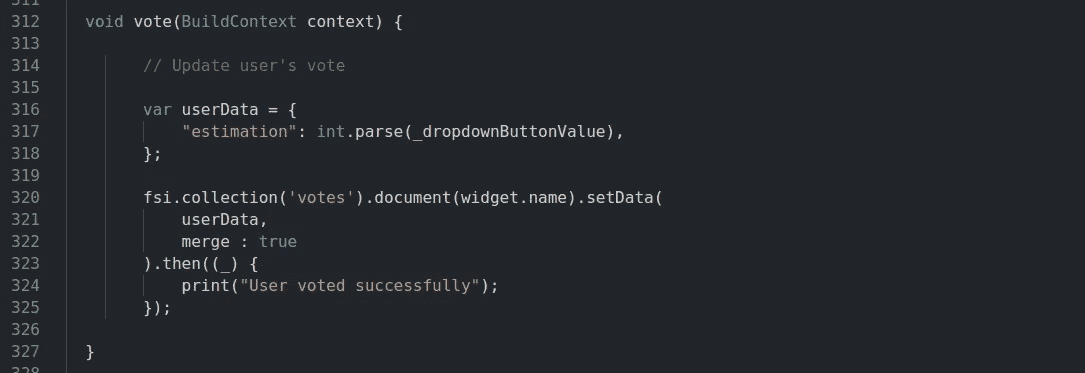 311
312 void vote(BuildContext context) {
313
314 // Update user's vote
315
316 var userData = {
317 "estimation": int.parse(_dropdownButtonValue),
318 };
319
320 fsi.collection('votes').document(widget.name).setData(
321 userData,
322 merge : true
323 ).then((_) {
324 print("User voted successfully");
325 });
326
327 }
328